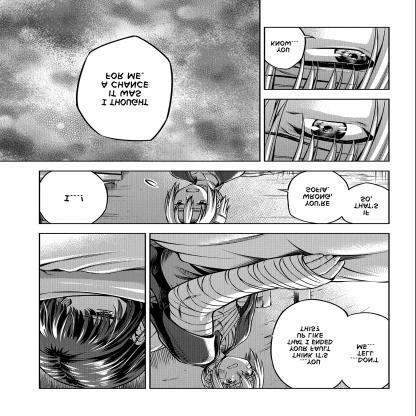 ...DON'T
TELL
ME...
...YOU
THINK IT'S
YOUR FAULT
THAT I ENDED
UP LIKE
THIS?
IF
THAT'S
SO,
YOU'RE
WRONG,
SOFIA.
I...!
YOU
KNOW...
I THOUGHT
IT WAS
A CHANCE
FOR ME.